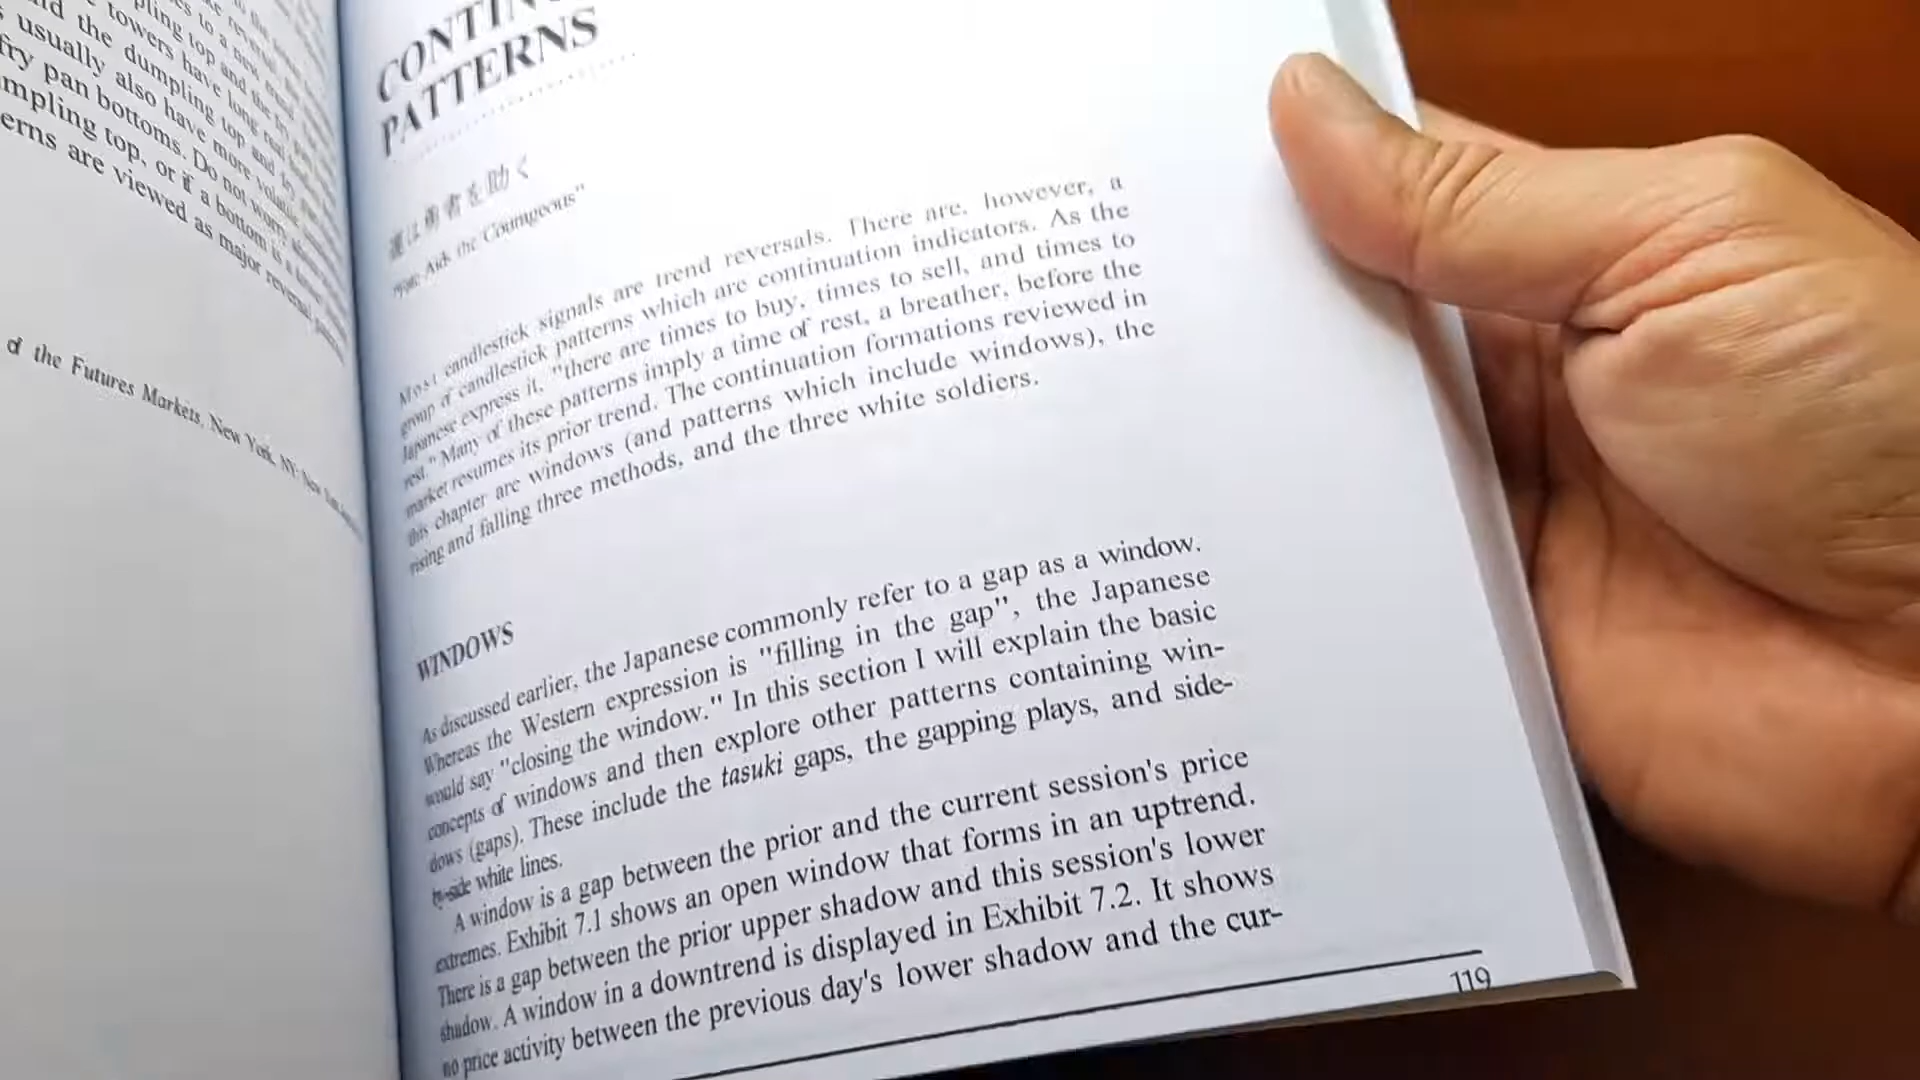 usually also have more
fry pan bottoms. Do not worry
mpling top, or if a bottom is a
erns are viewed as major reversal
of the Futures Markets, New York, NY: New
CONTIN
PATTERNS
運は勇者を助く
the Courageous"
Most candlestick signals are trend reversals. There are, however, a
group of candlestick patterns which are continuation indicators. As the
Japanese express it, "there are times to buy, times to sell, and times to
rest." Many of these patterns imply a time of rest, a breather, before the
market resumes its prior trend. The continuation formations reviewed in
this chapter are windows (and patterns which include windows), the
rising and falling three methods, and the three white soldiers.
WINDOWS
As discussed earlier, the Japanese commonly refer to a gap as a window.
Whereas the Western expression is "filling in the gap", the Japanese
would say "closing the window." In this section I will explain the basic
concepts of windows and then explore other patterns containing win-
dows (gaps). These include the tasuki gaps, the gapping plays, and side-
by-side white lines.
A window is a gap between the prior and the current session's price
extremes. Exhibit 7.1 shows an open window that forms in an uptrend.
There is a gap between the prior upper shadow and this session's lower
shadow. A window in a downtrend is displayed in Exhibit 7.2. It shows
no price activity between the previous day's lower shadow and the cur-
119